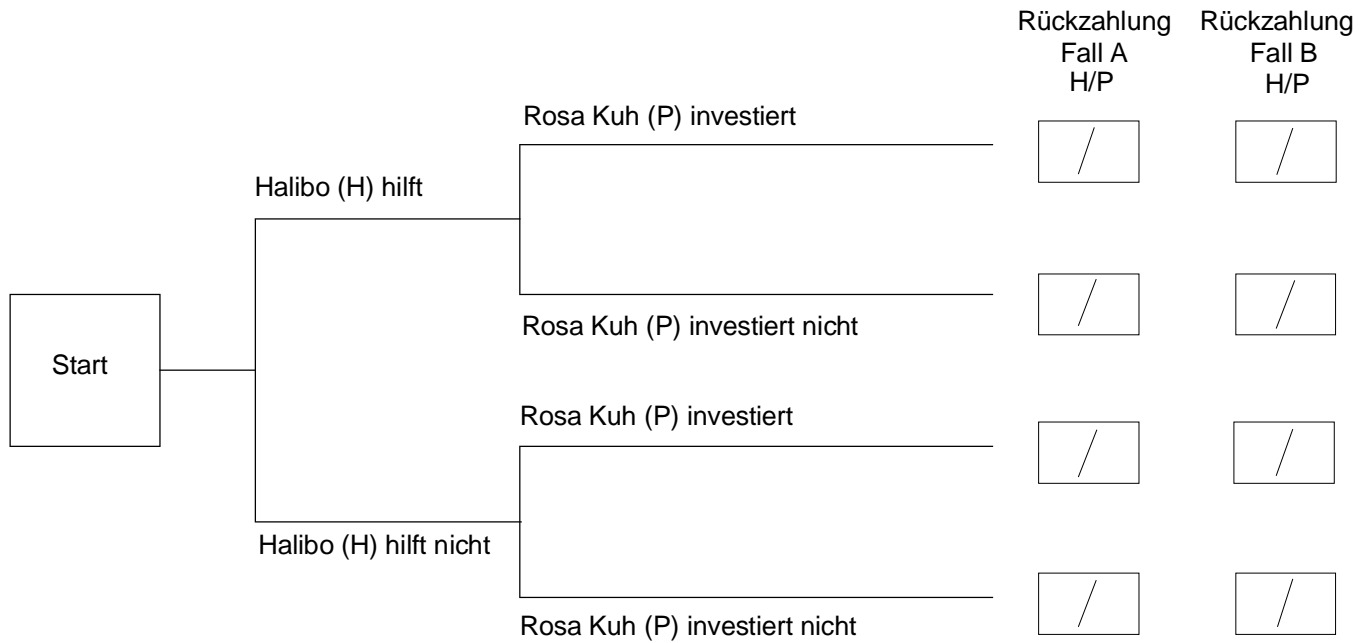 Rückzahlung
Fall A
H/P
Rückzahlung
Fall B
H/P
Rosa Kuh (P) investiert
/ /
Halibo (H) hilft
/ /
Rosa Kuh (P) investiert nicht
Start
Rosa Kuh (P) investiert
/ /
Halibo (H) hilft nicht
/ /
Rosa Kuh (P) investiert nicht